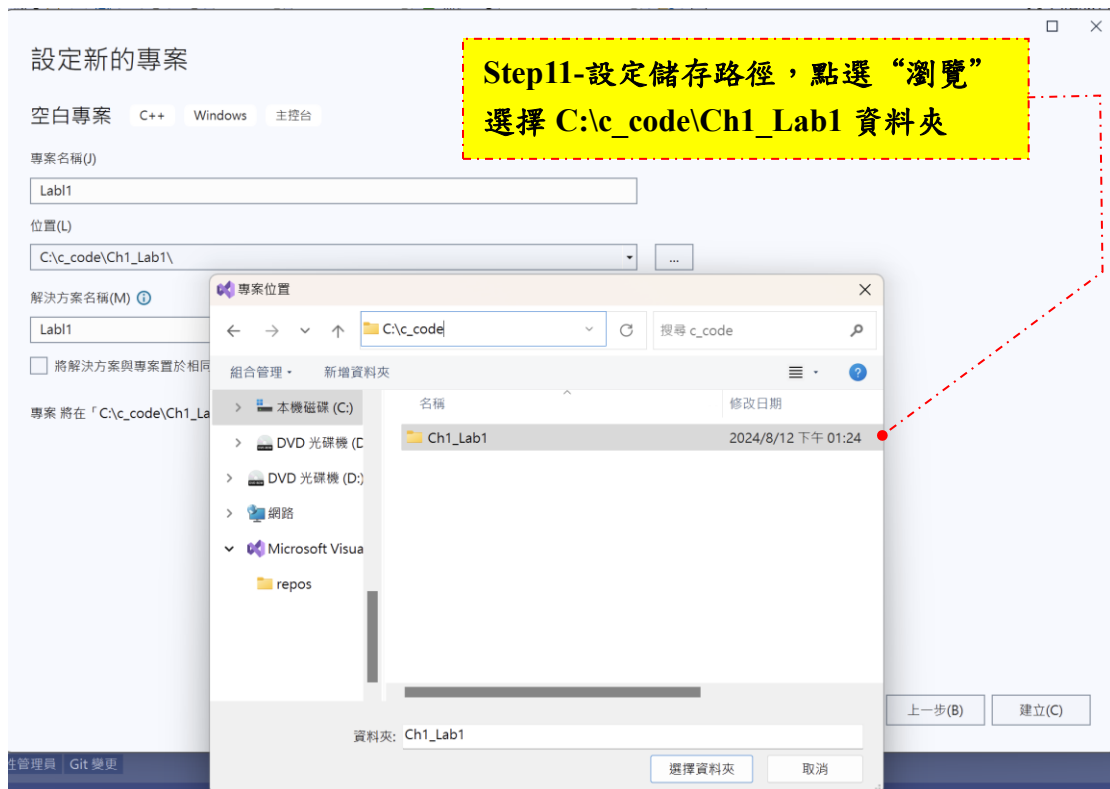 設定新的專案
Step11-設定儲存路徑，點選“瀏覽”
選擇 C:\c_code\Ch1_Lab1 資料夾
空白專案 C++ Windows 主控台
專案名稱(J)
Labl1
位置(L)
C:\c_code\Ch1_Lab1\
...
解決方案名稱(M)
Labl1
將解決方案與專案置於相同
專案 將在「C:\c_code\Ch1_La
專案位置
C:\c_code
搜尋 c_code
組合管理
新增資料夾
名稱
修改日期
本機磁碟 (C:)
Ch1_Lab1
2024/8/12 下午 01:24
DVD 光碟機 (D
DVD 光碟機 (D:)
網路
Microsoft Visua
repos
資料夾: Ch1_Lab1
選擇資料夾
取消
上一步(B)
建立(C)
性管理員
Git 變更